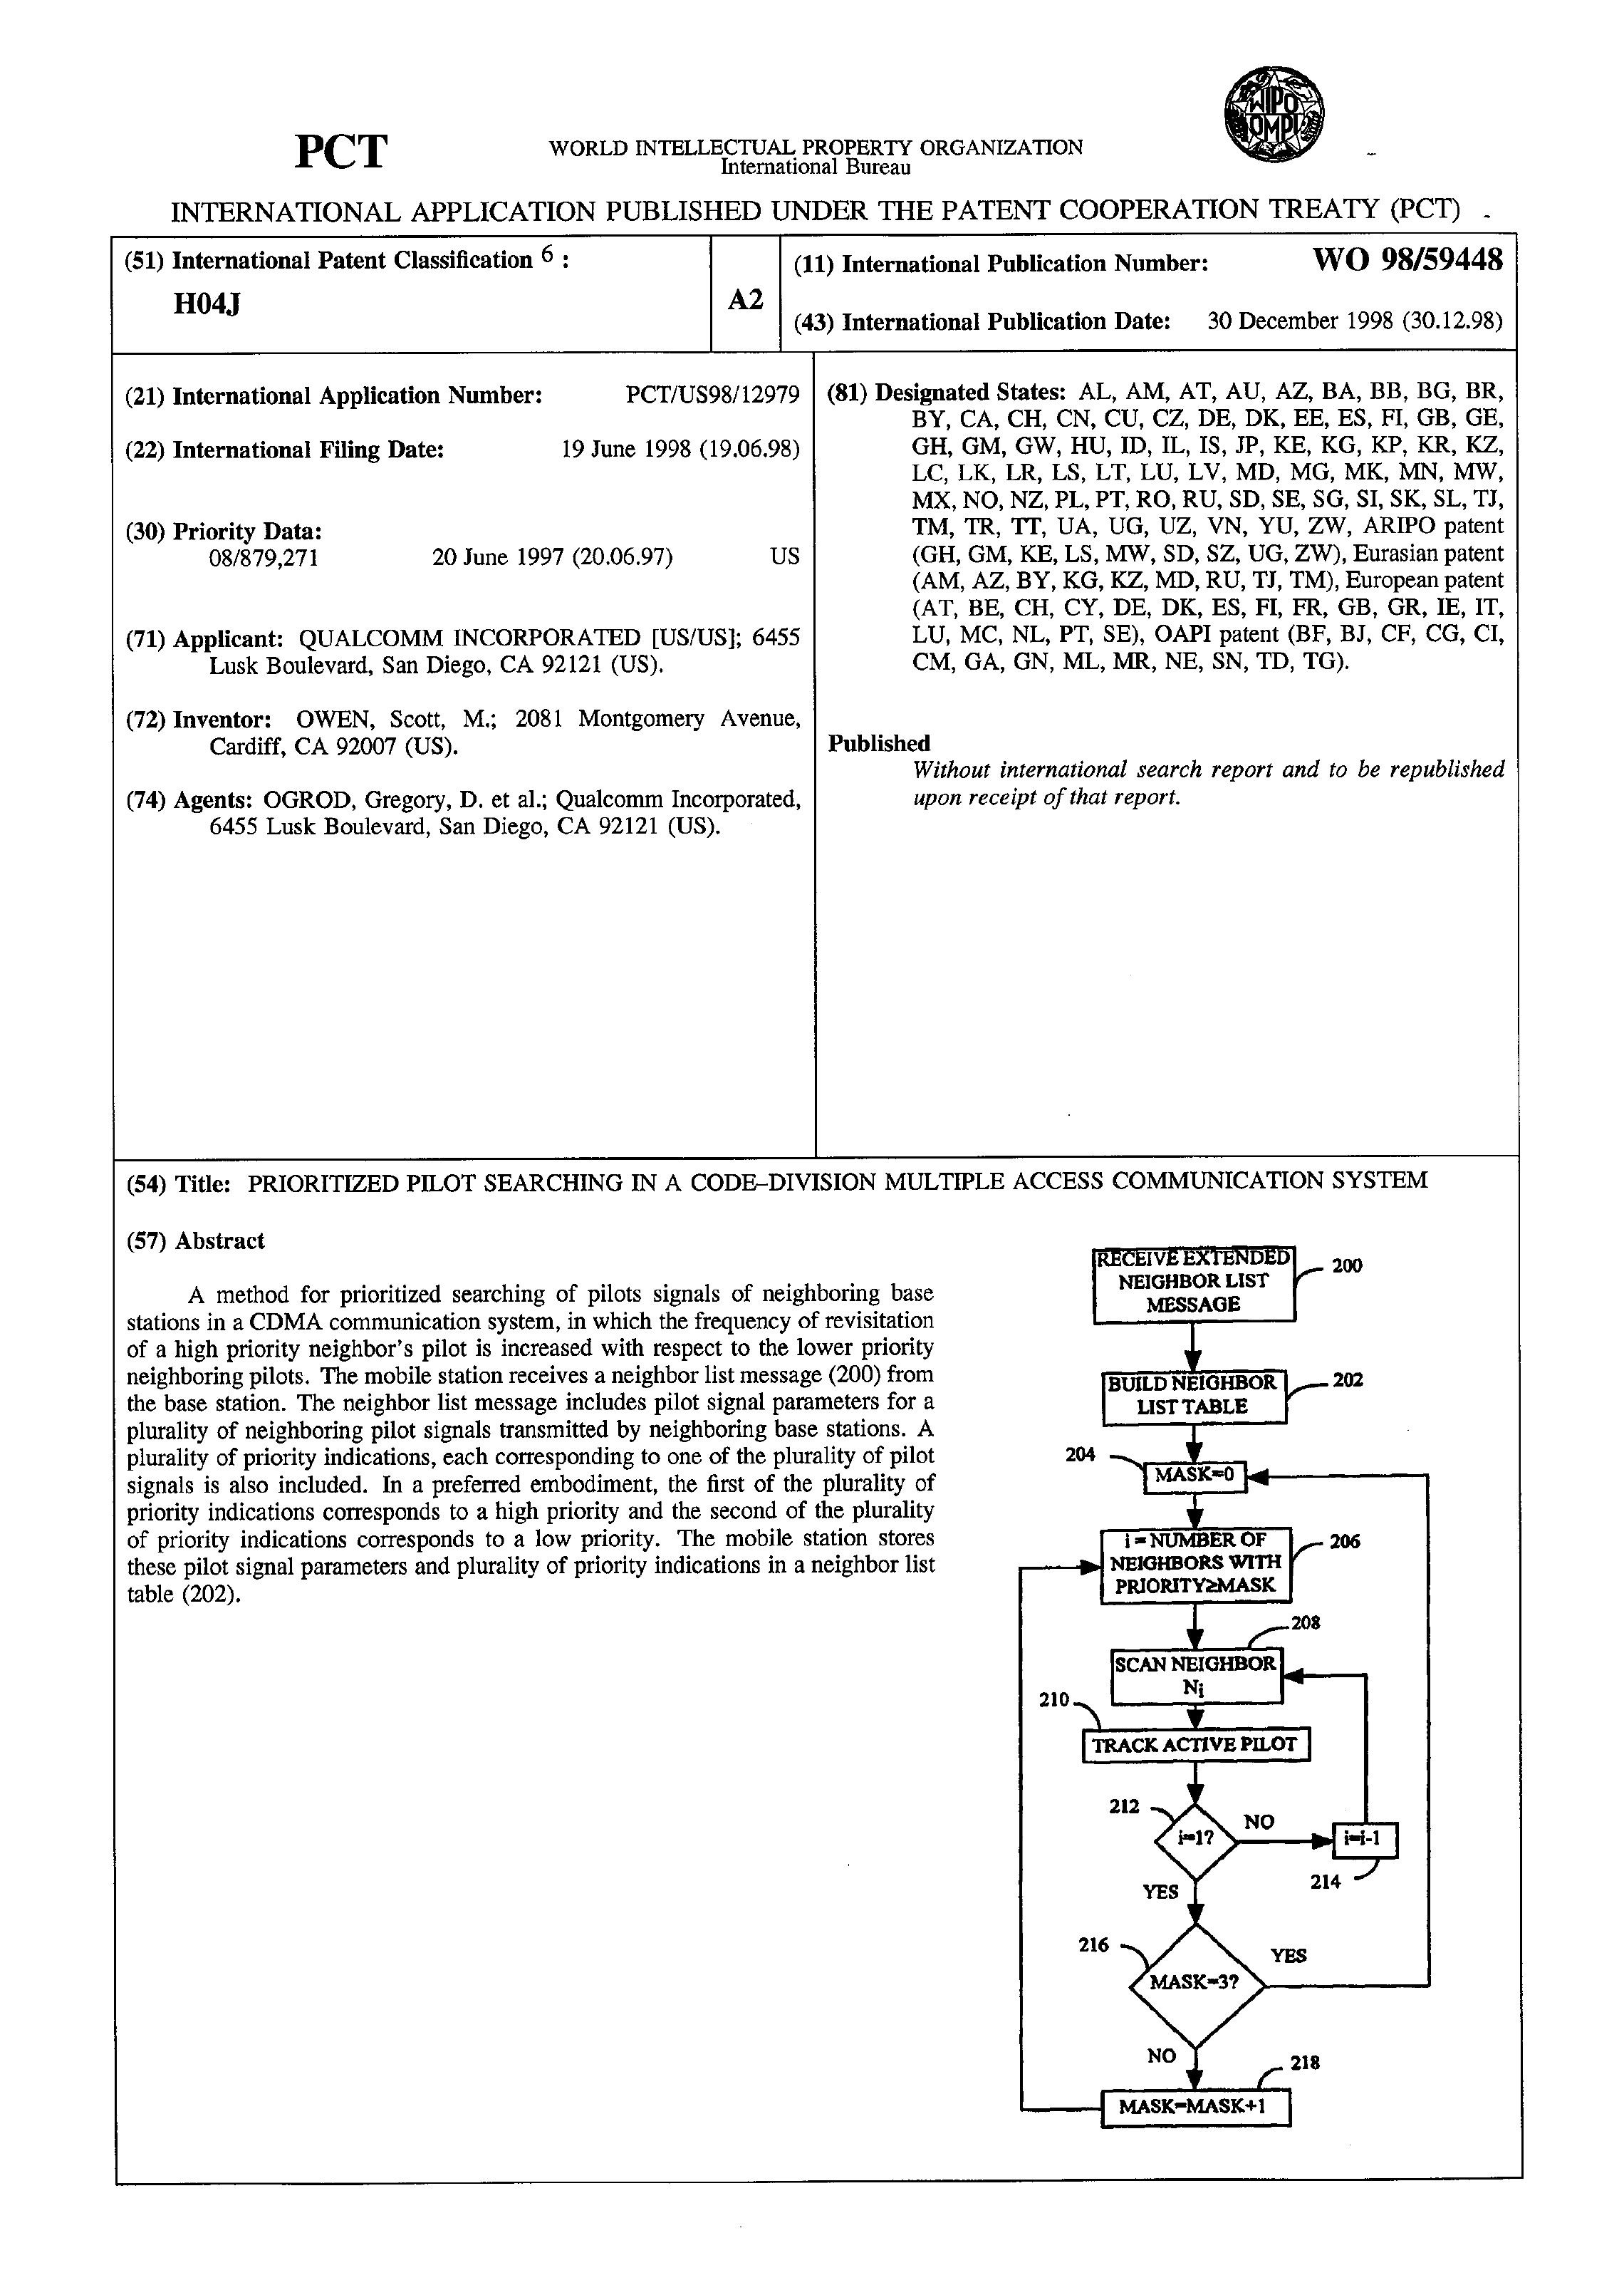 PCT
WORLD INTELLECTUAL PROPERTY ORGANIZATION
International Bureau
WIPO
OMPI
INTERNATIONAL APPLICATION PUBLISHED UNDER THE PATENT COOPERATION TREATY (PCT)
(51) International Patent Classification 6 :
H04J
A2
(11) International Publication Number: WO 98/59448
(43) International Publication Date: 30 December 1998 (30.12.98)
(21) International Application Number: PCT/US98/12979
(22) International Filing Date: 19 June 1998 (19.06.98)
(30) Priority Data:
08/879,271 20 June 1997 (20.06.97) US
(71) Applicant: QUALCOMM INCORPORATED [US/US]; 6455
Lusk Boulevard, San Diego, CA 92121 (US).
(72) Inventor: OWEN, Scott, M.; 2081 Montgomery Avenue,
Cardiff, CA 92007 (US).
(74) Agents: OGROD, Gregory, D. et al.; Qualcomm Incorporated,
6455 Lusk Boulevard, San Diego, CA 92121 (US).
(81) Designated States: AL, AM, AT, AU, AZ, BA, BB, BG, BR,
BY, CA, CH, CN, CU, CZ, DE, DK, EE, ES, FI, GB, GE,
GH, GM, GW, HU, ID, IL, IS, JP, KE, KG, KP, KR, KZ,
LC, LK, LR, LS, LT, LU, LV, MD, MG, MK, MN, MW,
MX, NO, NZ, PL, PT, RO, RU, SD, SE, SG, SI, SK, SL, TJ,
TM, TR, TT, UA, UG, UZ, VN, YU, ZW, ARIPO patent
(GH, GM, KE, LS, MW, SD, SZ, UG, ZW), Eurasian patent
(AM, AZ, BY, KG, KZ, MD, RU, TJ, TM), European patent
(AT, BE, CH, CY, DE, DK, ES, FI, FR, GB, GR, IE, IT,
LU, MC, NL, PT, SE), OAPI patent (BF, BJ, CF, CG, CI,
CM, GA, GN, ML, MR, NE, SN, TD, TG).
Published
Without international search report and to be republished
upon receipt of that report.
(54) Title: PRIORITIZED PILOT SEARCHING IN A CODE-DIVISION MULTIPLE ACCESS COMMUNICATION SYSTEM
(57) Abstract
A method for prioritized searching of pilots signals of neighboring base
stations in a CDMA communication system, in which the frequency of revisitation
of a high priority neighbor's pilot is increased with respect to the lower priority
neighboring pilots. The mobile station receives a neighbor list message (200) from
the base station. The neighbor list message includes pilot signal parameters for a
plurality of neighboring pilot signals transmitted by neighboring base stations. A
plurality of priority indications, each corresponding to one of the plurality of pilot
signals is also included. In a preferred embodiment, the first of the plurality of
priority indications corresponds to a high priority and the second of the plurality
of priority indications corresponds to a low priority. The mobile station stores
these pilot signal parameters and plurality of priority indications in a neighbor list
table (202).
RECEIVE EXTENDED
NEIGHBOR LIST
MESSAGE
200
BUILD NEIGHBOR
LIST TABLE
202
204
MASK=0
i = NUMBER OF
NEIGHBORS WITH
PRIORITY≥MASK
206
208
SCAN NEIGHBOR
Ni
210
TRACK ACTIVE PILOT
212
i=1?
NO
i=i-1
214
YES
216
MASK=3?
YES
NO
218
MASK=MASK+1